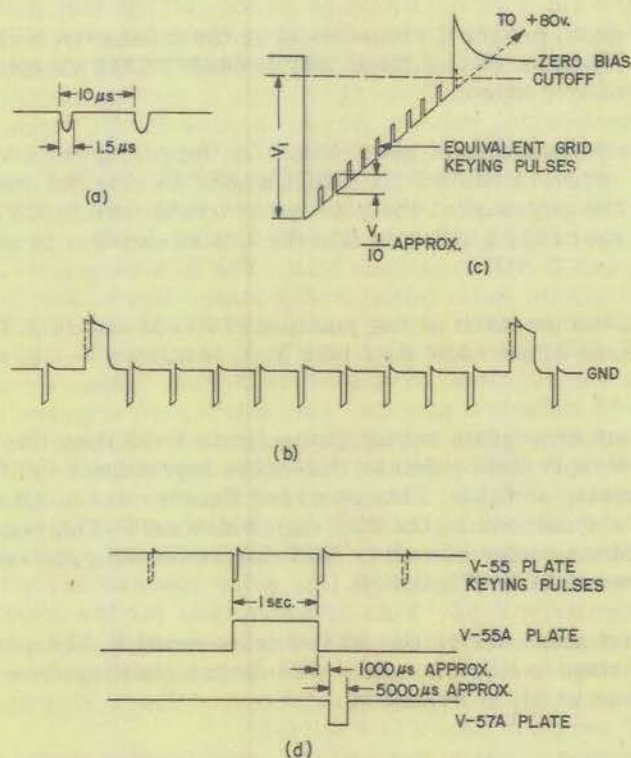 10 μs
1.5 μs
(a)
TO +80v.
ZERO BIAS
CUTOFF
V₁
EQUIVALENT GRID
KEYING PULSES
V₁
10 APPROX.
(c)
GND
(b)
V-55 PLATE
KEYING PULSES
1 SEC.
V-55A PLATE
1000 μs APPROX.
5000 μs APPROX.
V-57A PLATE
(d)